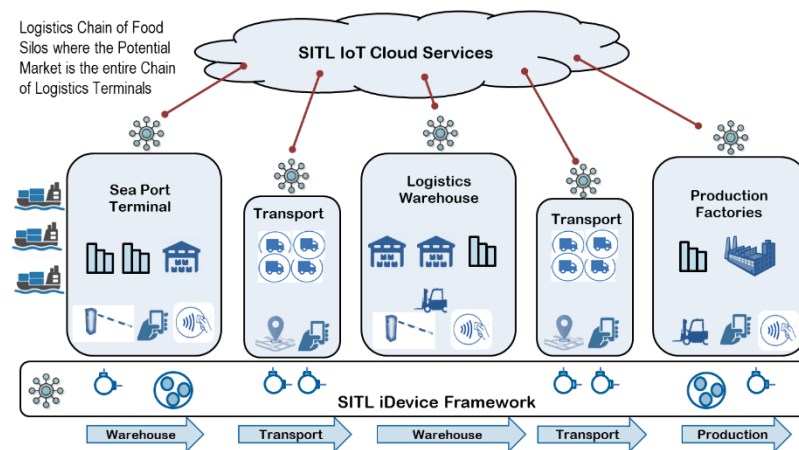 Logistics Chain of Food
Silos where the Potential
Market is the entire Chain
of Logistics Terminals
SITL IoT Cloud Services
Sea Port
Terminal
Transport
Logistics
Warehouse
Transport
Production
Factories
SITL iDevice Framework
Warehouse
Transport
Warehouse
Transport
Production